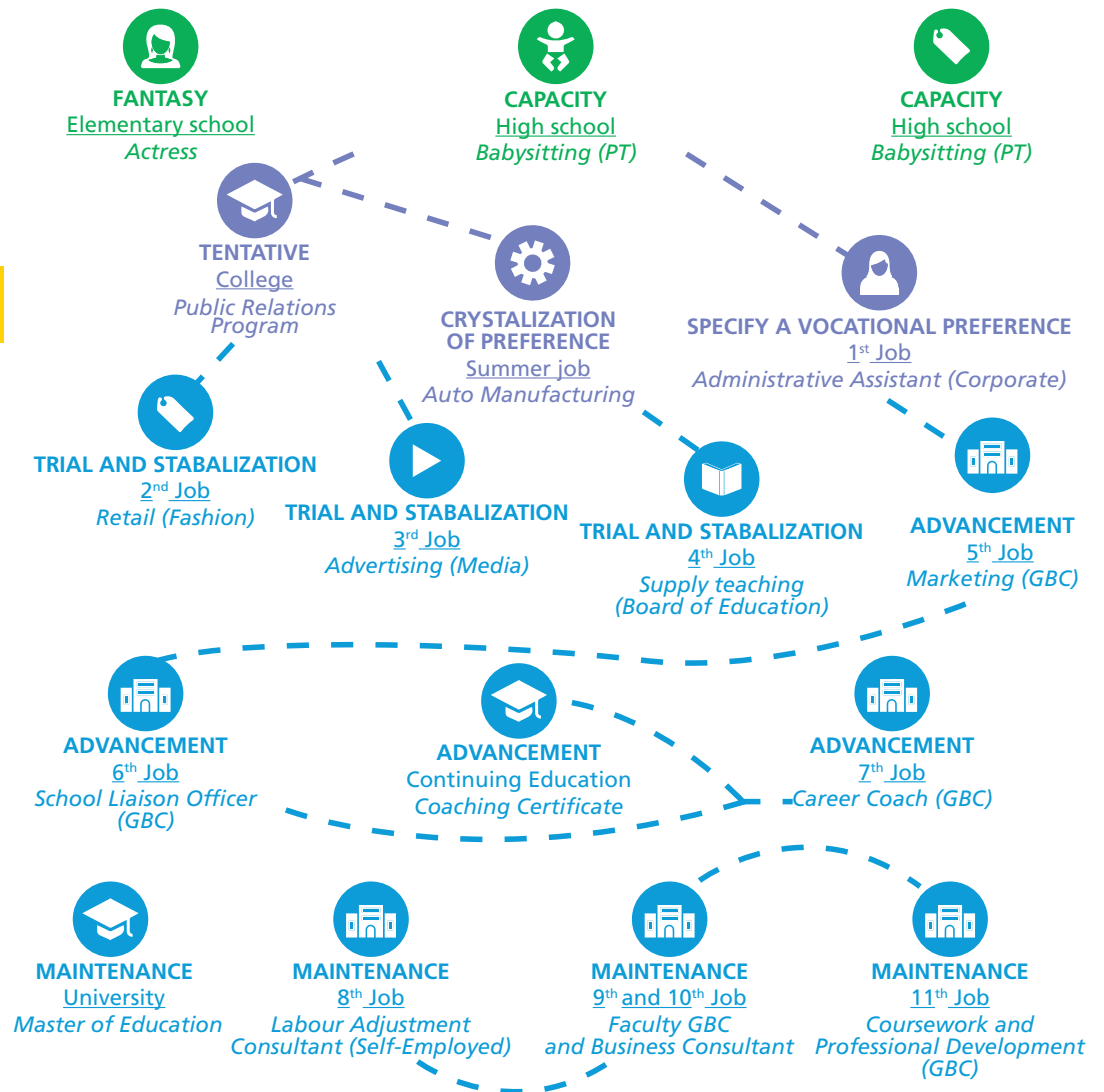 FANTASY
Elementary school
Actress
CAPACITY
High school
Babysitting (PT)
CAPACITY
High school
Babysitting (PT)
TENTATIVE
College
Public Relations
Program
CRYSTALIZATION
OF PREFERENCE
Summer job
Auto Manufacturing
SPECIFY A VOCATIONAL PREFERENCE
1st Job
Administrative Assistant (Corporate)
TRIAL AND STABALIZATION
2nd Job
Retail (Fashion)
TRIAL AND STABALIZATION
3rd Job
Advertising (Media)
TRIAL AND STABALIZATION
4th Job
Supply teaching
(Board of Education)
ADVANCEMENT
5th Job
Marketing (GBC)
ADVANCEMENT
6th Job
School Liaison Officer
(GBC)
ADVANCEMENT
Continuing Education
Coaching Certificate
ADVANCEMENT
7th Job
Career Coach (GBC)
MAINTENANCE
University
Master of Education
MAINTENANCE
8th Job
Labour Adjustment
Consultant (Self-Employed)
MAINTENANCE
9th and 10th Job
Faculty GBC
and Business Consultant
MAINTENANCE
11th Job
Coursework and
Professional Development
(GBC)